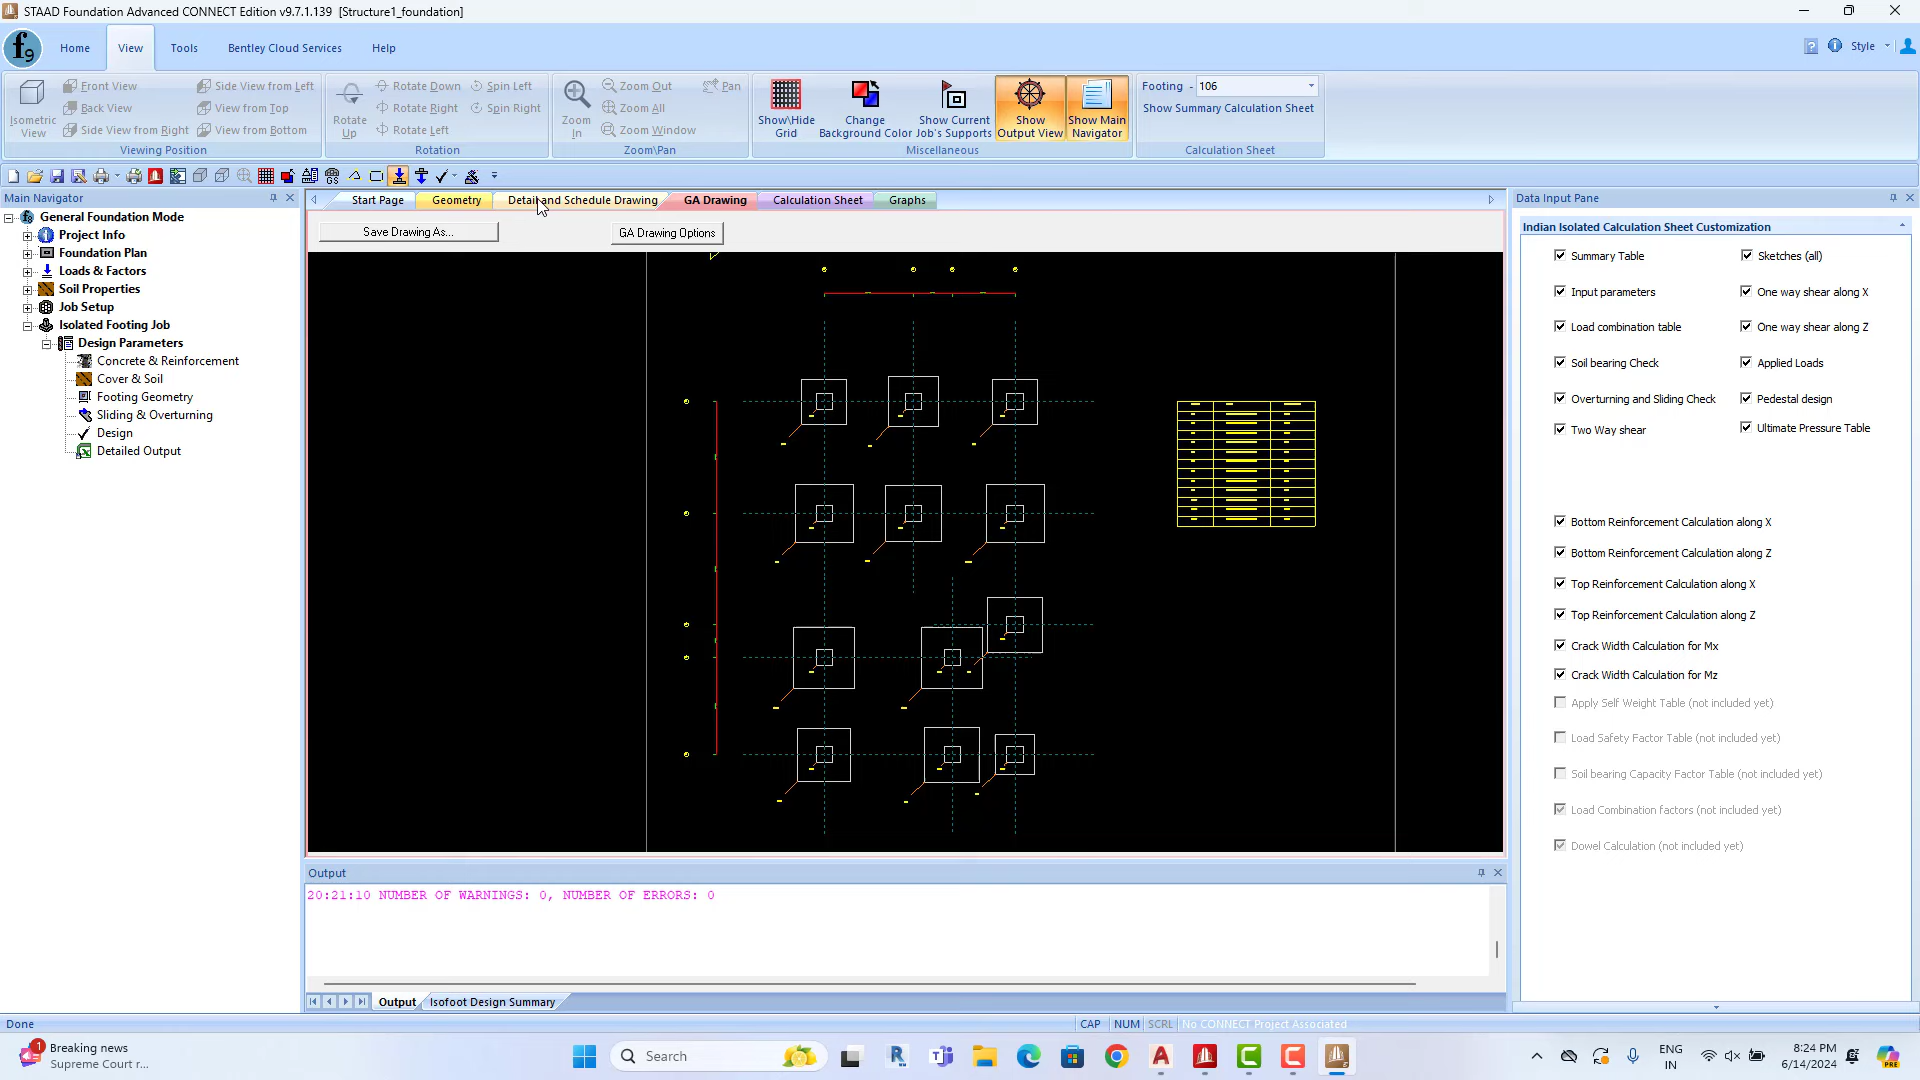 STAAD Foundation Advanced CONNECT Edition v9.7.1.139 [Structure1_foundation]
Home View Tools Bentley Cloud Services Help
Style
Isometric View
Front View
Back View
Side View from Right
Side View from Left
View from Top
View from Bottom
Viewing Position
Rotate Up
Rotate Down
Rotate Right
Rotate Left
Spin Left
Spin Right
Rotation
Zoom In
Zoom Out
Zoom All
Zoom Window
Pan
Zoom\Pan
Show\Hide Grid
Change Background Color
Show Current Job's Supports
Show Output View
Show Main Navigator
Miscellaneous
Footing - 106
Show Summary Calculation Sheet
Calculation Sheet
Main Navigator
General Foundation Mode
Project Info
Foundation Plan
Loads & Factors
Soil Properties
Job Setup
Isolated Footing Job
Design Parameters
Concrete & Reinforcement
Cover & Soil
Footing Geometry
Sliding & Overturning
Design
Detailed Output
Start Page Geometry Detail and Schedule Drawing GA Drawing Calculation Sheet Graphs
Save Drawing As... GA Drawing Options
Output
20:21:10 NUMBER OF WARNINGS: 0, NUMBER OF ERRORS: 0
Output Isofoot Design Summary
Data Input Pane
Indian Isolated Calculation Sheet Customization
Summary Table Sketches (all)
Input parameters One way shear along X
Load combination table One way shear along Z
Soil bearing Check Applied Loads
Overturning and Sliding Check Pedestal design
Two Way shear Ultimate Pressure Table
Bottom Reinforcement Calculation along X
Bottom Reinforcement Calculation along Z
Top Reinforcement Calculation along X
Top Reinforcement Calculation along Z
Crack Width Calculation for Mx
Crack Width Calculation for Mz
Apply Self Weight Table (not included yet)
Load Safety Factor Table (not included yet)
Soil bearing Capacity Factor Table (not included yet)
Load Combination factors (not included yet)
Dowel Calculation (not included yet)
Done CAP NUM SCRL No CONNECT Project Associated
1
Breaking news
Supreme Court r...
Search
ENG
IN
8:24 PM
6/14/2024
PRE